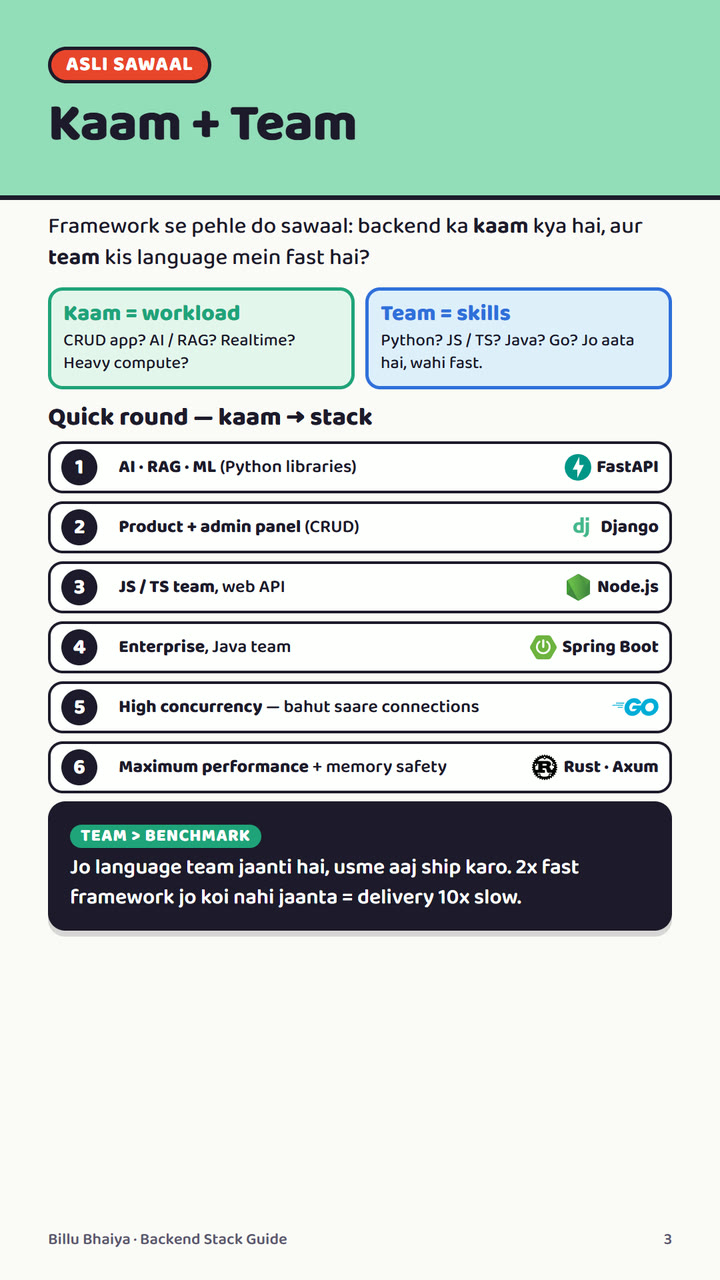 ASLI SAWAAL
Kaam + Team
Framework se pehle do sawaal: backend ka kaam kya hai, aur
team kis language mein fast hai?
Kaam = workload
CRUD app? AI / RAG? Realtime?
Heavy compute?
Team = skills
Python? JS / TS? Java? Go? Jo aata
hai, wahi fast.
Quick round — kaam → stack
1 AI · RAG · ML (Python libraries) FastAPI
2 Product + admin panel (CRUD) dj Django
3 JS / TS team, web API Node.js
4 Enterprise, Java team Spring Boot
5 High concurrency — bahut saare connections GO
6 Maximum performance + memory safety R Rust · Axum
TEAM > BENCHMARK
Jo language team jaanti hai, usme aaj ship karo. 2x fast
framework jo koi nahi jaanta = delivery 10x slow.
Billu Bhaiya · Backend Stack Guide 3